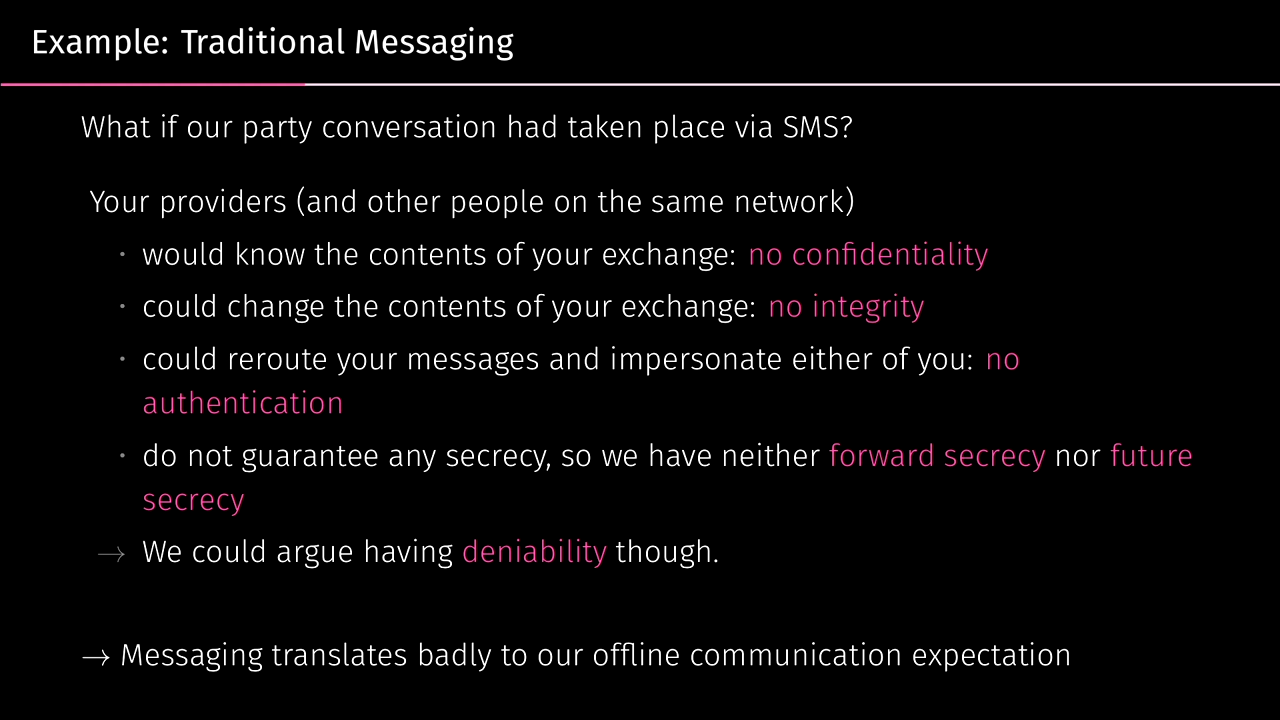 Example: Traditional Messaging
What if our party conversation had taken place via SMS?
Your providers (and other people on the same network)
· would know the contents of your exchange: no confidentiality
· could change the contents of your exchange: no integrity
· could reroute your messages and impersonate either of you: no
authentication
· do not guarantee any secrecy, so we have neither forward secrecy nor future
secrecy
→ We could argue having deniability though.
→ Messaging translates badly to our offline communication expectation